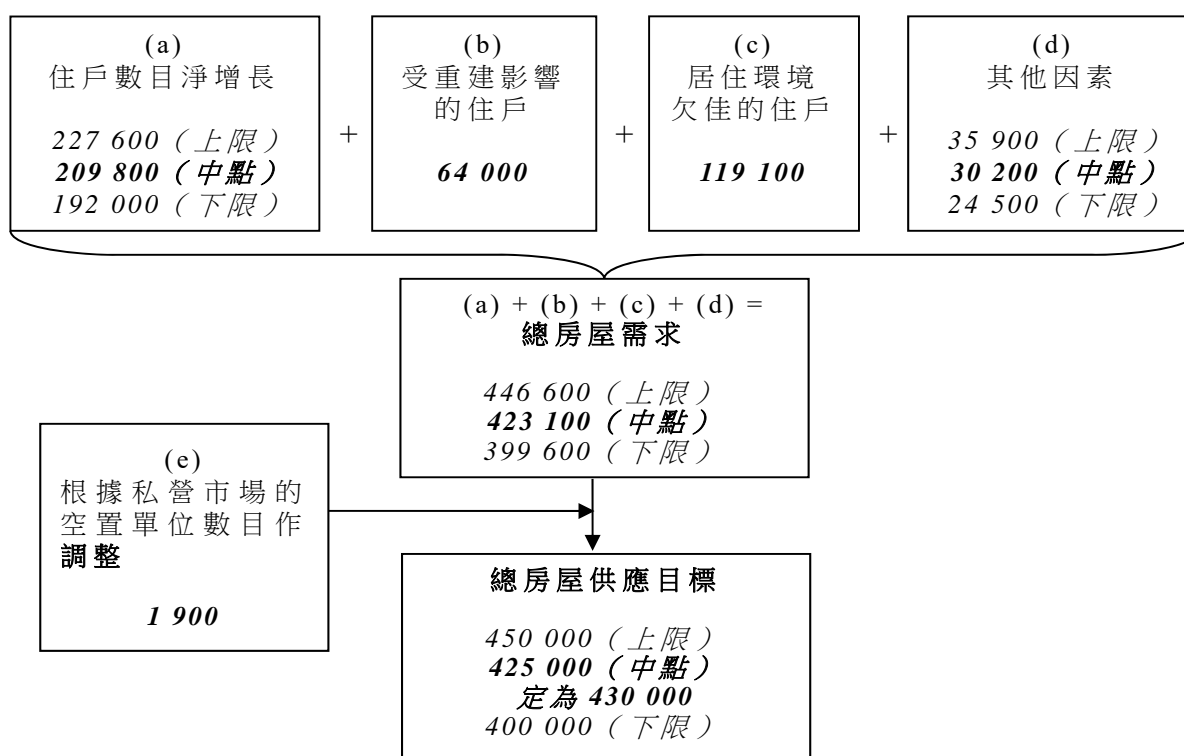 (a)
住戶數目淨增長
227 600（上限）
209 800（中點）
192 000（下限）
+
(b)
受重建影響
的住戶
64 000
+
(c)
居住環境
欠佳的住戶
119 100
+
(d)
其他因素
35 900（上限）
30 200（中點）
24 500（下限）
(a) + (b) + (c) + (d) =
總房屋需求
446 600（上限）
423 100（中點）
399 600（下限）
(e)
根據私營市場的
空置單位數目作
調整
1 900
總房屋供應目標
450 000（上限）
425 000（中點）
定為 430 000
400 000（下限）